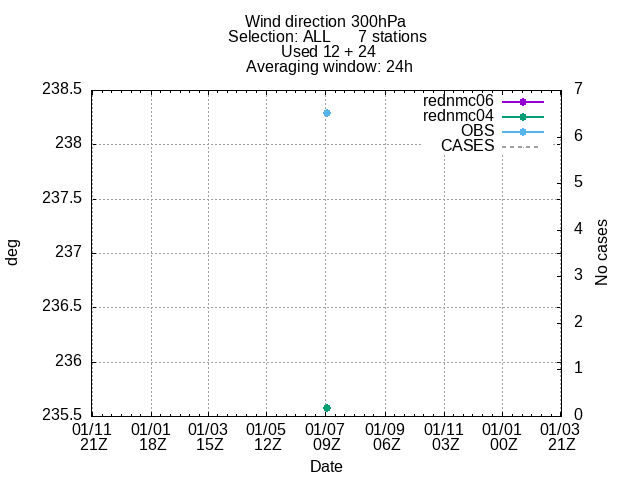 Wind direction 300hPa
Selection: ALL      7 stations
Used 12 + 24
Averaging window: 24h
238.5
238
237.5
237
236.5
236
235.5
deg
7
6
5
4
3
2
1
0
No cases
rednmc06
rednmc04
OBS
CASES
01/11 01/01 01/03 01/05 01/07 01/09 01/11 01/01 01/03
21Z 18Z 15Z 12Z 09Z 06Z 03Z 00Z 21Z
Date